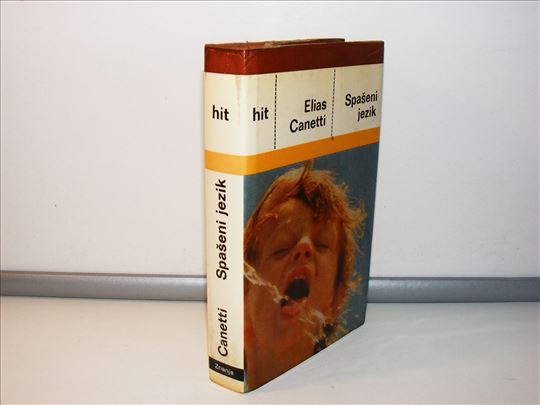 hit
Spašeni jezik
Canetti
Znanje
hit
Elias
Canetti
Spašeni
jezik